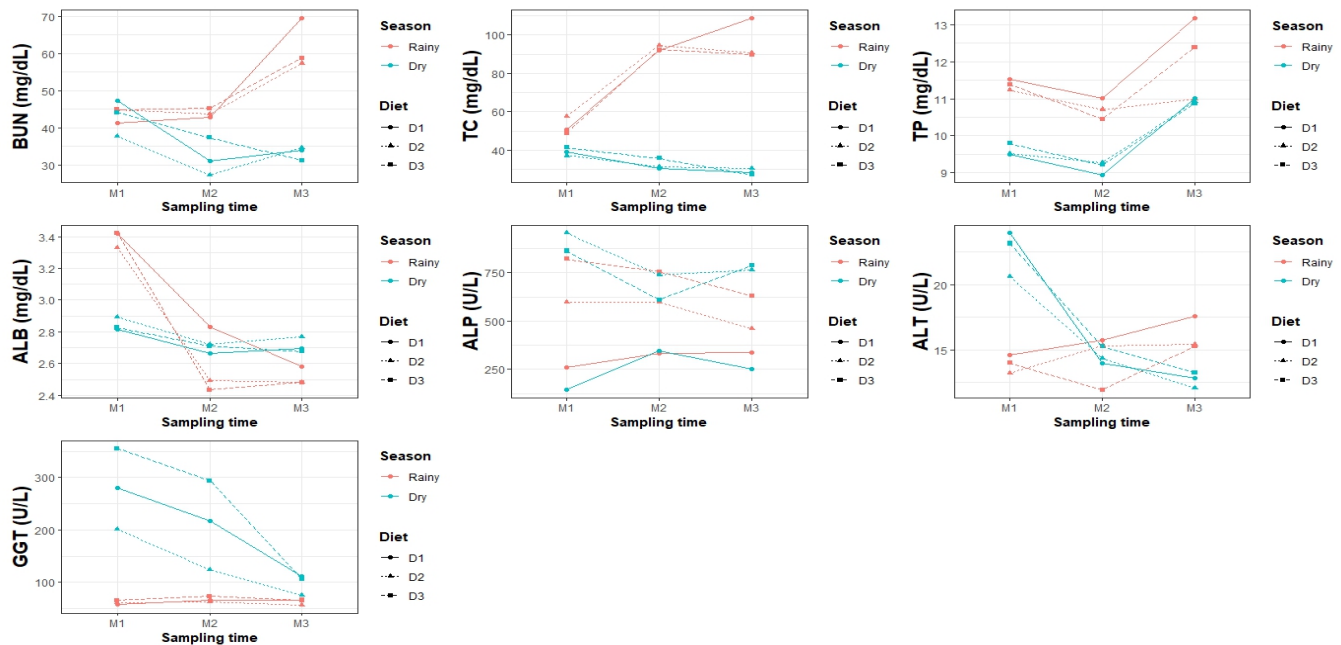 BUN (mg/dL)
70
60
50
40
30
M1 M2 M3
Sampling time
Season
Rainy
Dry
Diet
D1
D2
D3
TC (mg/dL)
100
80
60
40
M1 M2 M3
Sampling time
Season
Rainy
Dry
Diet
D1
D2
D3
TP (mg/dL)
13
12
11
10
9
M1 M2 M3
Sampling time
Season
Rainy
Dry
Diet
D1
D2
D3
ALB (mg/dL)
3.4
3.2
3.0
2.8
2.6
2.4
M1 M2 M3
Sampling time
Season
Rainy
Dry
Diet
D1
D2
D3
ALP (U/L)
750
500
250
M1 M2 M3
Sampling time
Season
Rainy
Dry
Diet
D1
D2
D3
ALT (U/L)
20
15
M1 M2 M3
Sampling time
Season
Rainy
Dry
Diet
D1
D2
D3
GGT (U/L)
300
200
100
M1 M2 M3
Sampling time
Season
Rainy
Dry
Diet
D1
D2
D3